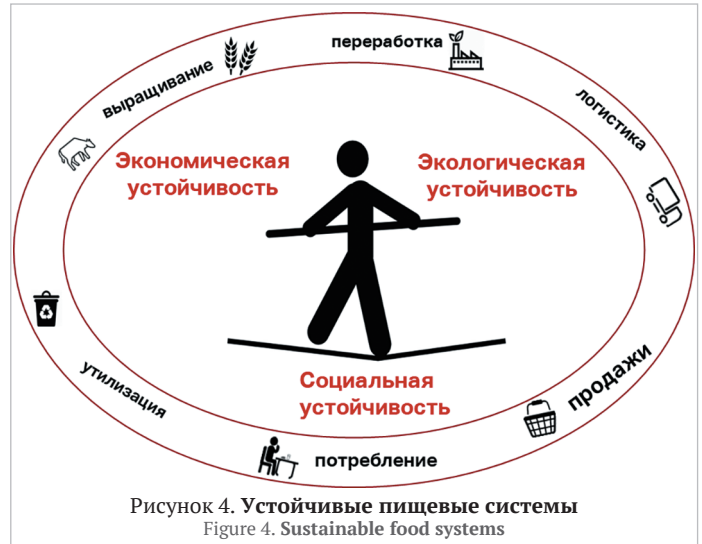 переработка
выращивание
логистика
Экономическая
устойчивость
Экологическая
устойчивость
Социальная
устойчивость
продажи
утилизация
потребление
Рисунок 4. Устойчивые пищевые системы
Figure 4. Sustainable food systems